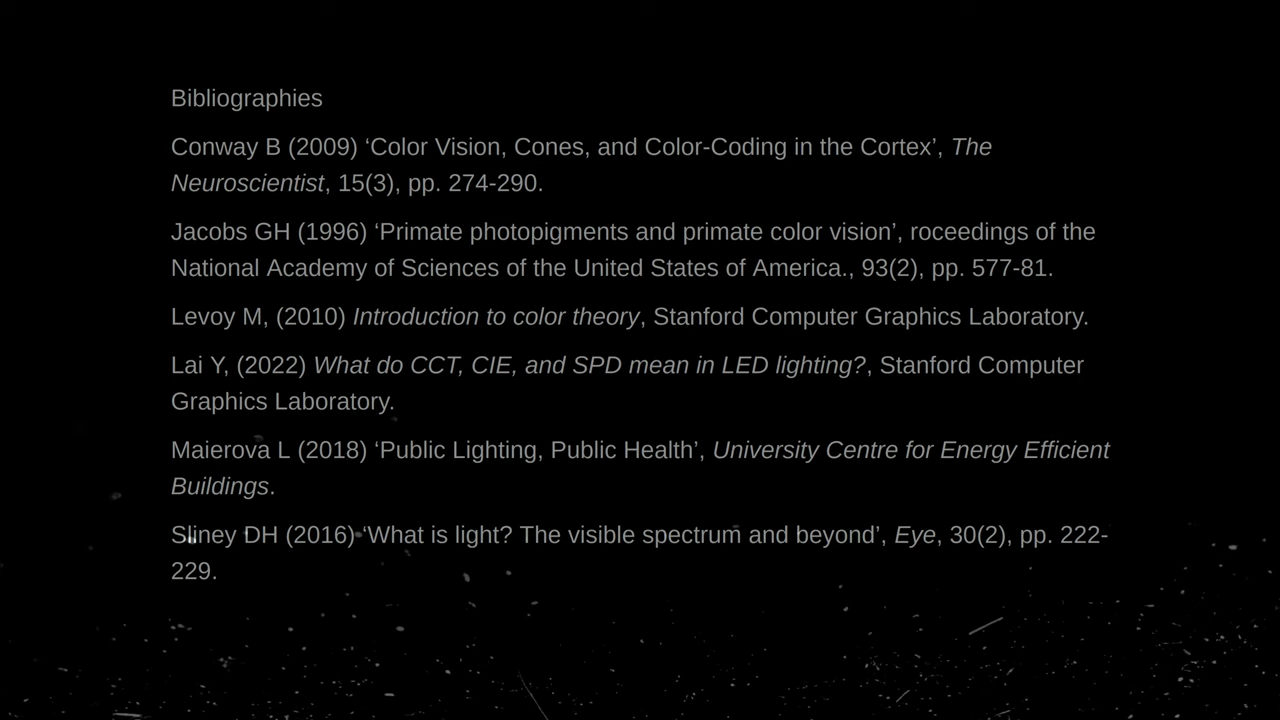 Bibliographies
Conway B (2009) ‘Color Vision, Cones, and Color-Coding in the Cortex’, The
Neuroscientist, 15(3), pp. 274-290.
Jacobs GH (1996) ‘Primate photopigments and primate color vision’, roceedings of the
National Academy of Sciences of the United States of America., 93(2), pp. 577-81.
Levoy M, (2010) Introduction to color theory, Stanford Computer Graphics Laboratory.
Lai Y, (2022) What do CCT, CIE, and SPD mean in LED lighting?, Stanford Computer
Graphics Laboratory.
Maierova L (2018) ‘Public Lighting, Public Health’, University Centre for Energy Efficient
Buildings.
Sliney DH (2016) ‘What is light? The visible spectrum and beyond’, Eye, 30(2), pp. 222-
229.